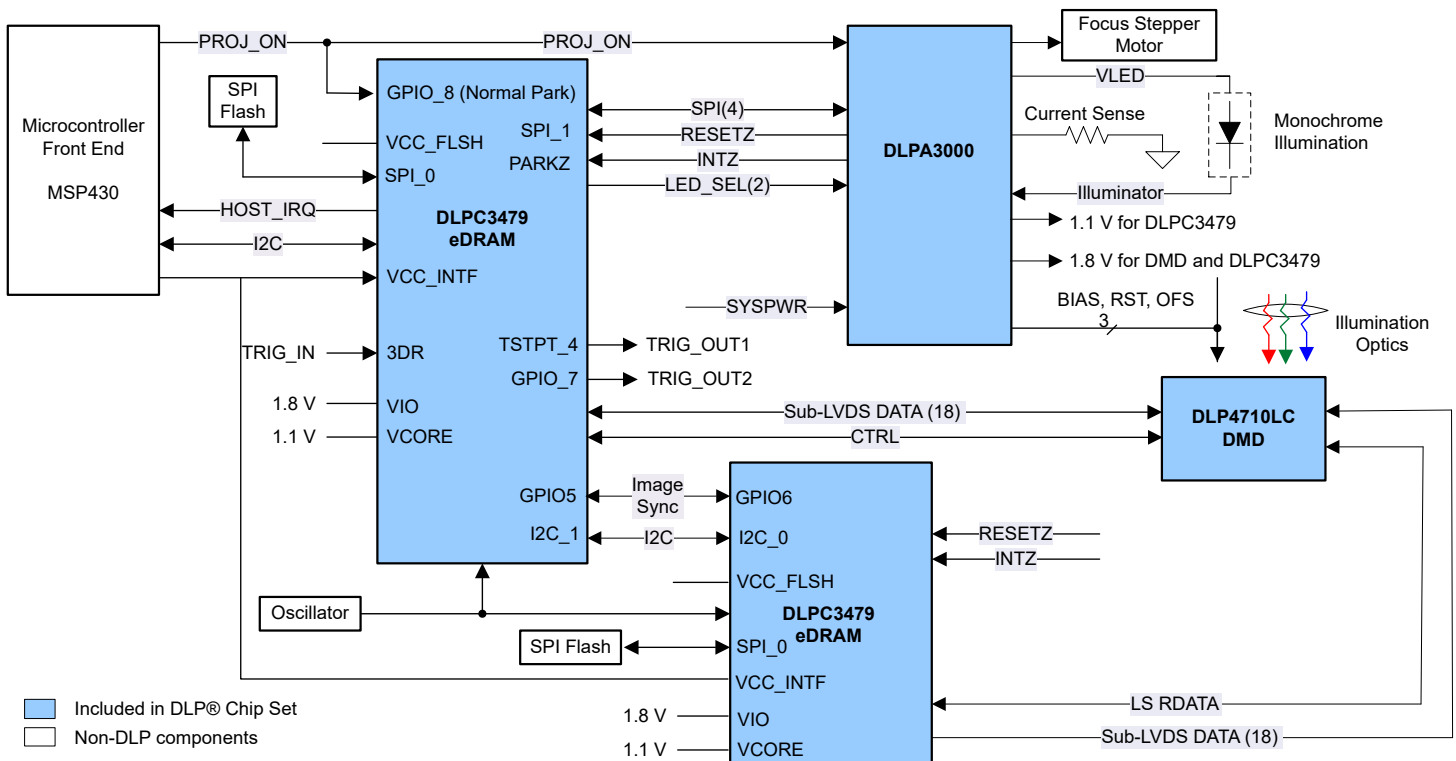 Microcontroller
Front End
MSP430
PROJ_ON
PROJ_ON
SPI
Flash
GPIO_8 (Normal Park)
VCC_FLSH
SPI_0
SPI_1
PARKZ
HOST_IRQ
I2C
VCC_INTF
DLPC3479
eDRAM
TRIG_IN
3DR
1.8 V
VIO
1.1 V
VCORE
TSTPT_4
TRIG_OUT1
GPIO_7
TRIG_OUT2
GPIO5
I2C_1
SPI(4)
RESETZ
INTZ
LED_SEL(2)
SYSPWR
DLPA3000
Focus Stepper
Motor
VLED
Current Sense
Monochrome
Illumination
Illuminator
1.1 V for DLPC3479
1.8 V for DMD and DLPC3479
BIAS, RST, OFS
3
Illumination
Optics
Sub-LVDS DATA (18)
CTRL
DLP4710LC
DMD
Image
Sync
I2C
GPIO6
I2C_0
VCC_FLSH
DLPC3479
eDRAM
SPI_0
VCC_INTF
VIO
VCORE
RESETZ
INTZ
Oscillator
SPI Flash
1.8 V
1.1 V
LS RDATA
Sub-LVDS DATA (18)
Included in DLP® Chip Set
Non-DLP components